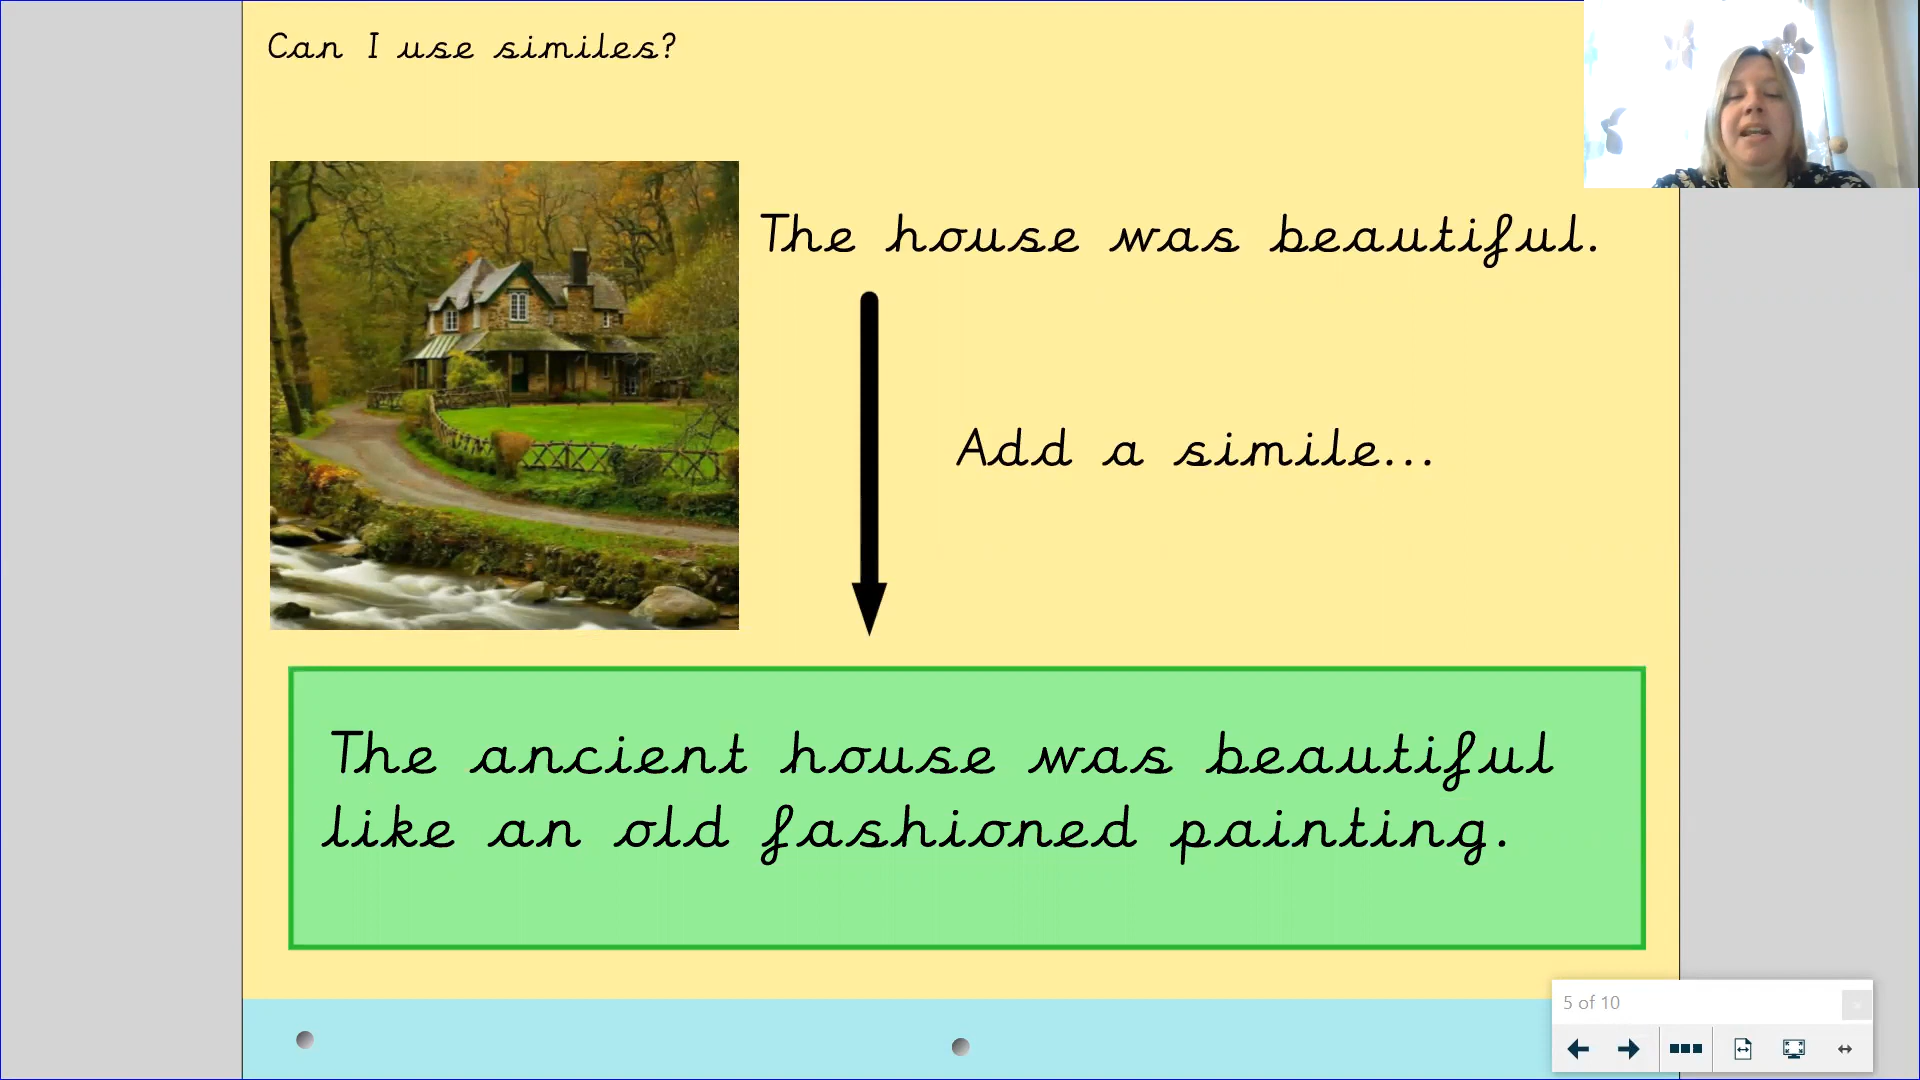 Can I use similes?
The house was beautiful.
Add a simile...
The ancient house was beautiful
like an old fashioned painting.
5 of 10